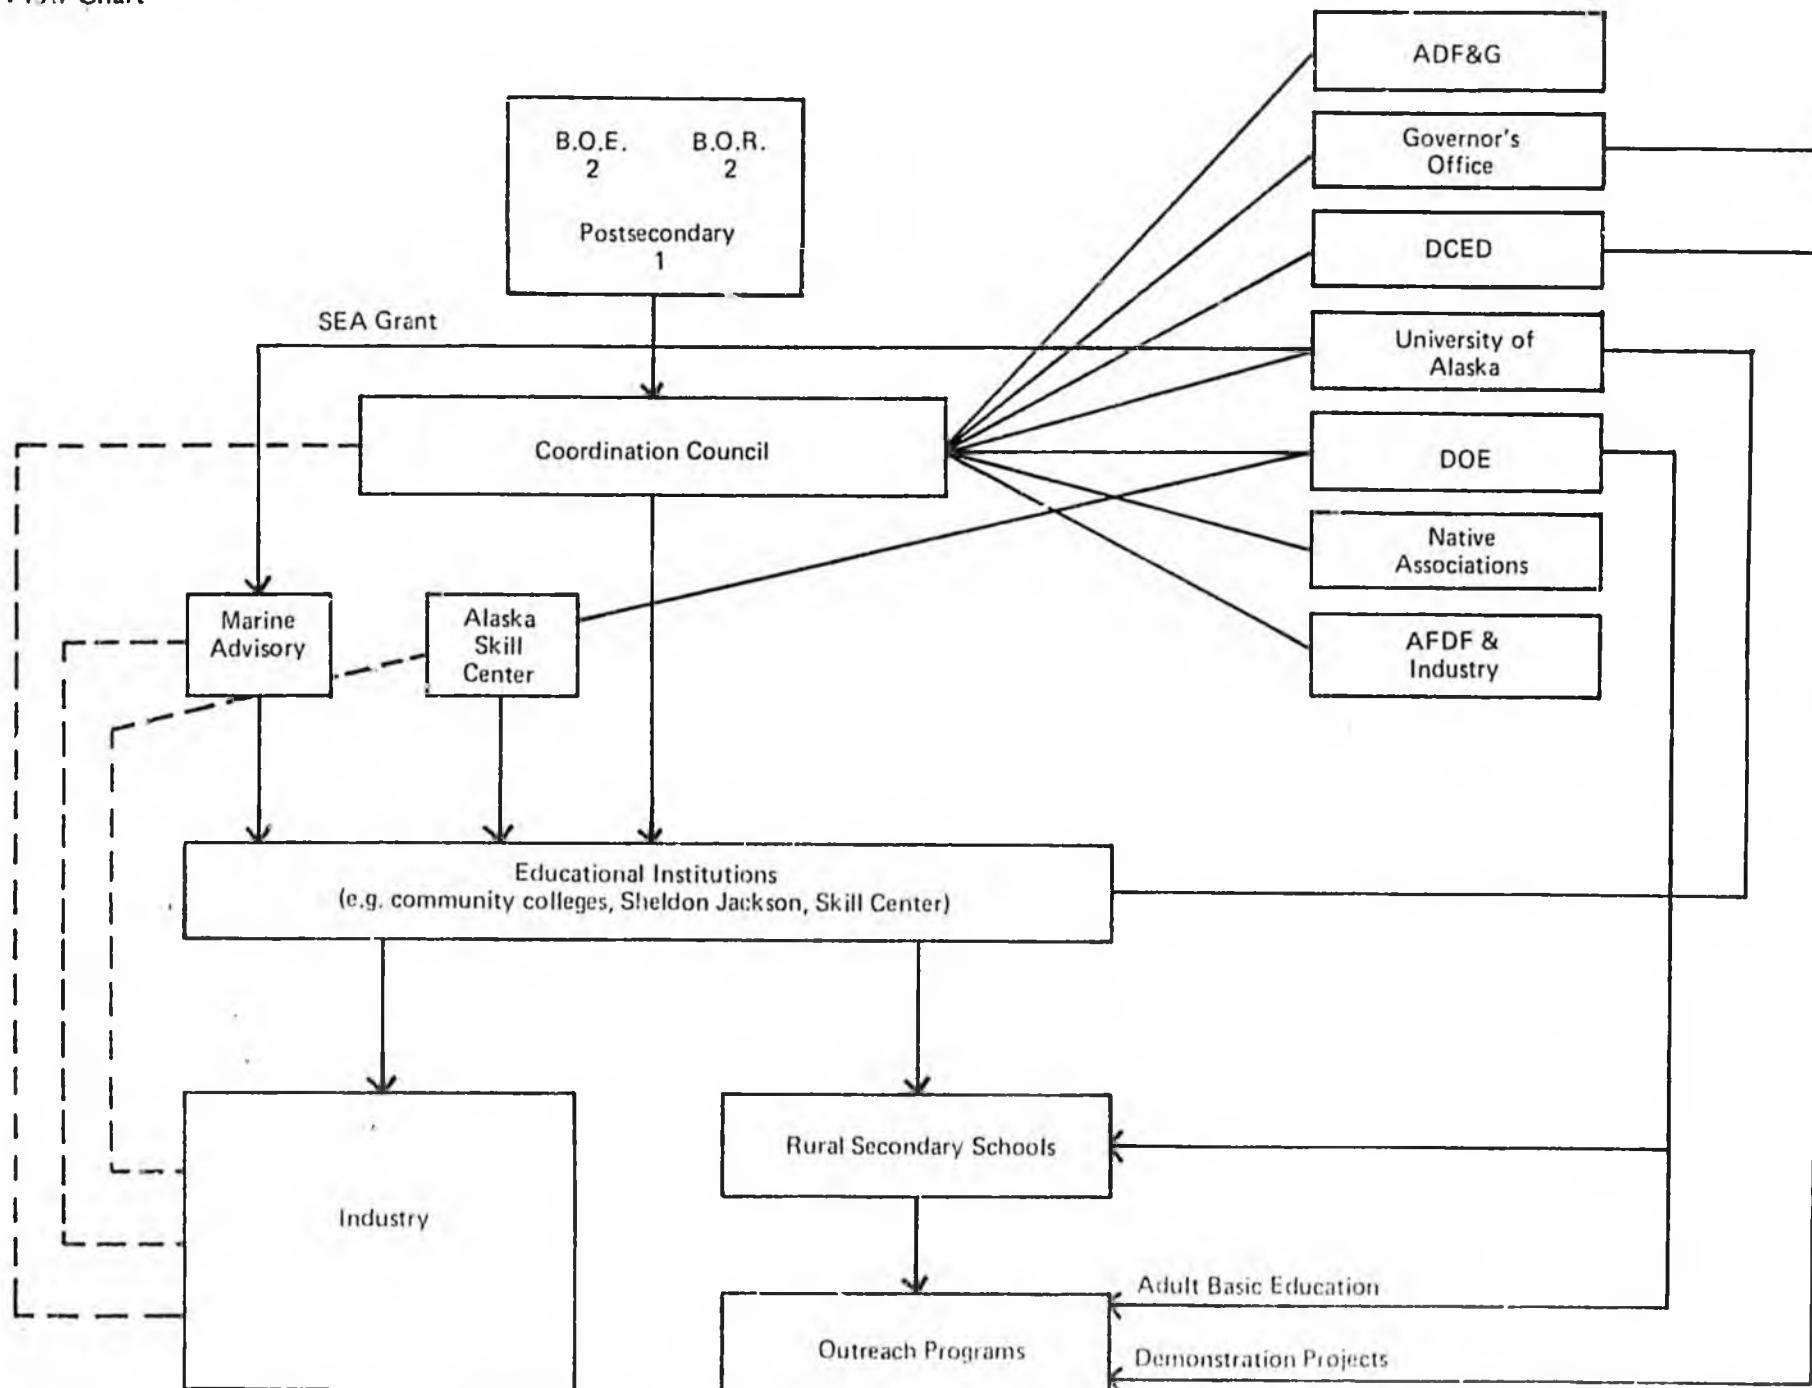 Flow Chart
ADF&G
B.O.E. B.O.R.
2 2
Postsecondary
1
Governor's
Office
DCED
SEA Grant
University of
Alaska
Coordination Council
DOE
Native
Associations
Marine
Advisory
Alaska
Skill
Center
AFDF &
Industry
Educational Institutions
(e.g. community colleges, Sheldon Jackson, Skill Center)
Rural Secondary Schools
Industry
Adult Basic Education
Outreach Programs
Demonstration Projects